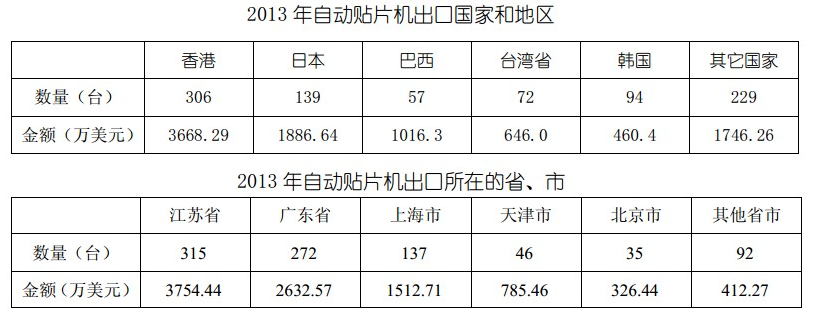 2013 年自动贴片机出口国家和地区
香港 日本 巴西 台湾省 韩国 其它国家
数量（台） 306 139 57 72 94 229
金额（万美元） 3668.29 1886.64 1016.3 646.0 460.4 1746.26
2013 年自动贴片机出口所在的省、市
江苏省 广东省 上海市 天津市 北京市 其他省市
数量（台） 315 272 137 46 35 92
金额（万美元） 3754.44 2632.57 1512.71 785.46 326.44 412.27